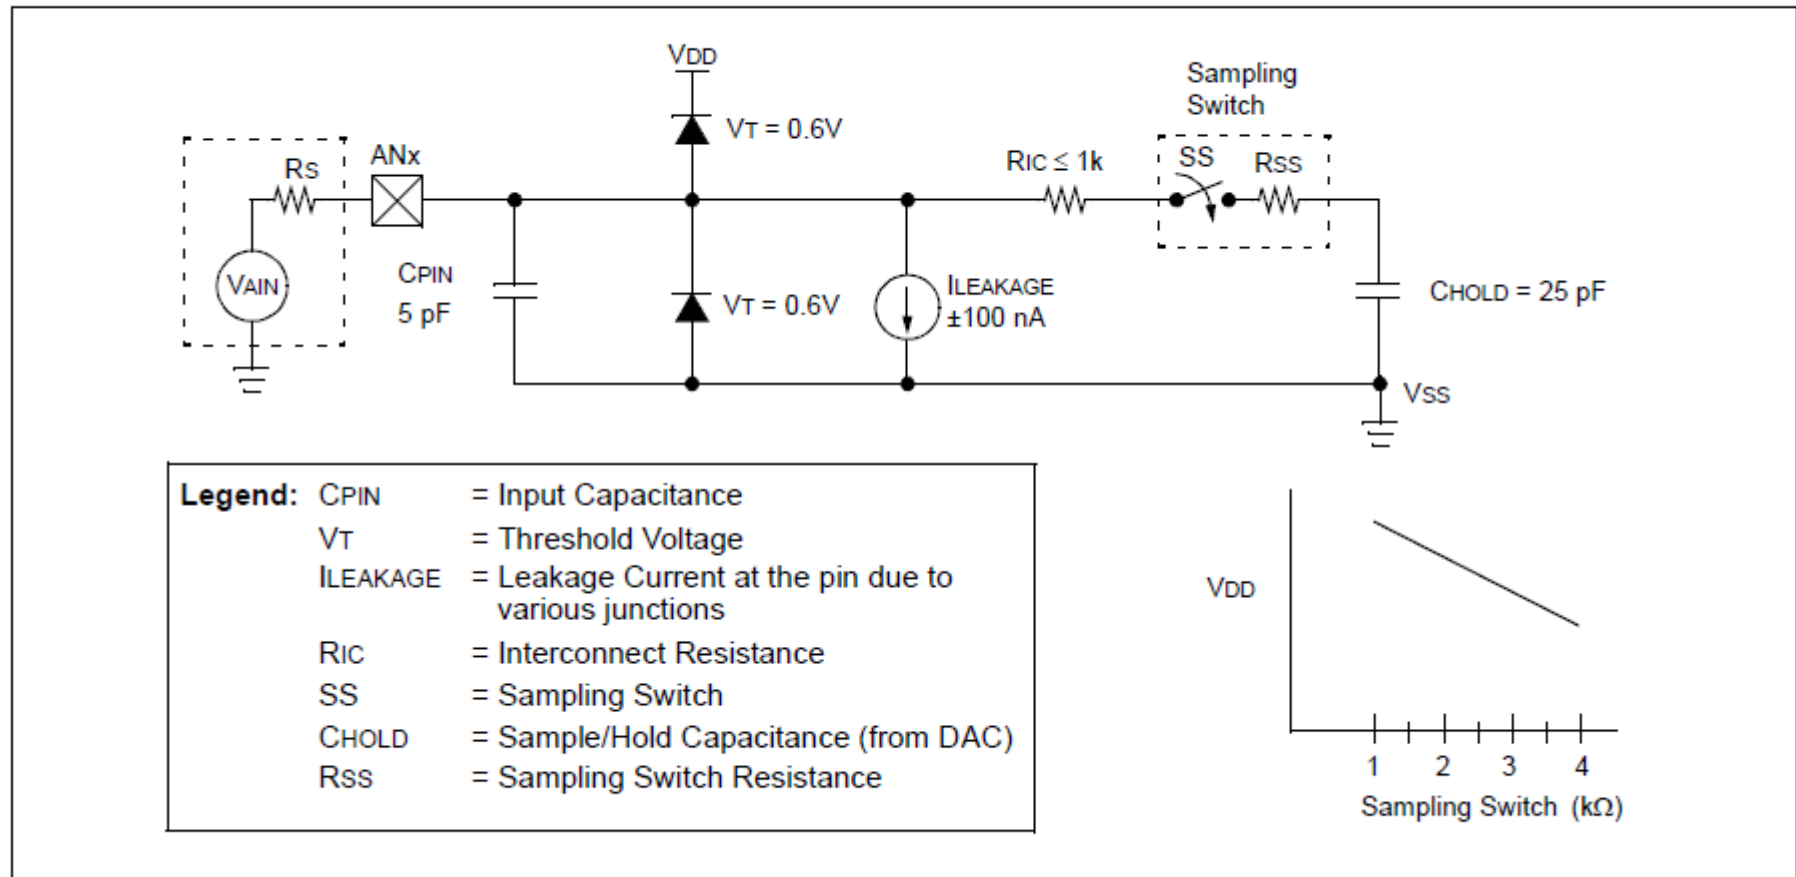 VDD
Sampling
Switch
VT = 0.6V
ANx
RS
RIC ≤ 1k
SS
RSS
VAIN
CPIN
5 pF
VT = 0.6V
ILEAKAGE
±100 nA
CHOLD = 25 pF
VSS
Legend: CPIN = Input Capacitance
VT = Threshold Voltage
ILEAKAGE = Leakage Current at the pin due to
various junctions
RIC = Interconnect Resistance
SS = Sampling Switch
CHOLD = Sample/Hold Capacitance (from DAC)
RSS = Sampling Switch Resistance
VDD
1 2 3 4
Sampling Switch (kΩ)